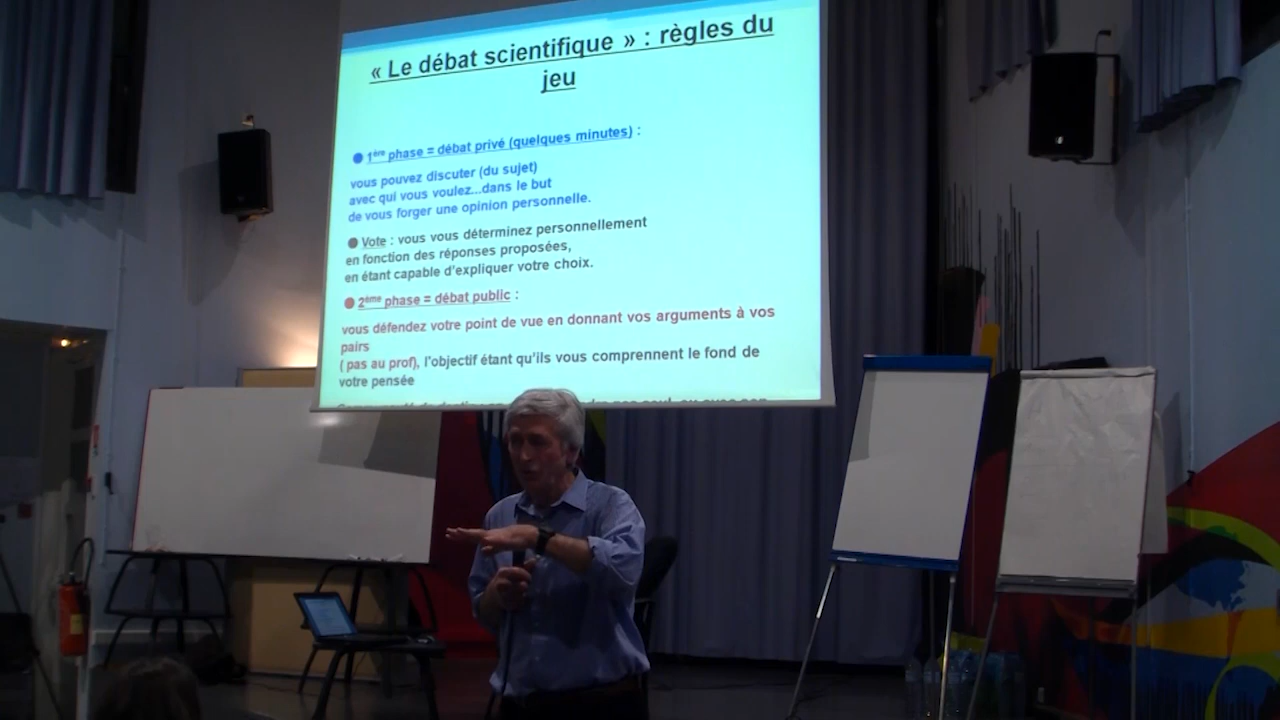 « Le débat scientifique » : règles du
jeu
● 1ère phase = débat privé (quelques minutes) :
vous pouvez discuter (du sujet)
avec qui vous voulez...dans le but
de vous forger une opinion personnelle.
● Vote : vous vous déterminez personnellement
en fonction des réponses proposées,
en étant capable d'expliquer votre choix.
● 2ème phase = débat public :
vous défendez votre point de vue en donnant vos arguments à vos
pairs
( pas au prof), l'objectif étant qu'ils vous comprennent le fond de
votre pensée